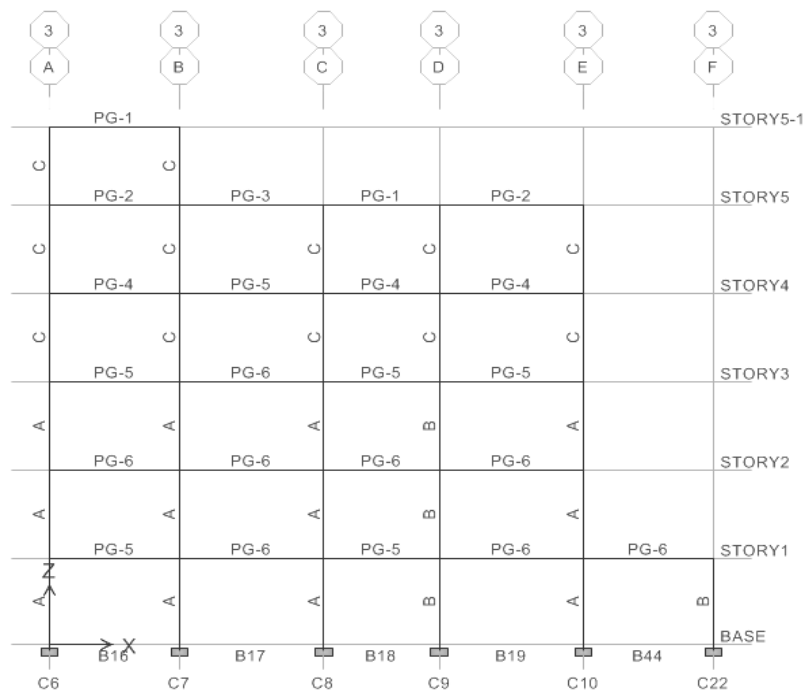 3 3 3 3 3 3
A B C D E F
PG-1
STORY5-1
C C
PG-2 PG-3 PG-1 PG-2
STORY5
C C C C C
PG-4 PG-5 PG-4 PG-4
STORY4
C C C C C
PG-5 PG-6 PG-5 PG-5
STORY3
A A A B A
PG-6 PG-6 PG-6 PG-6
STORY2
A A A B A
PG-5 PG-6 PG-5 PG-6 PG-6
STORY1
Z
A A A B A B
BASE
X
B16 B17 B18 B19 B44
C6 C7 C8 C9 C10 C22